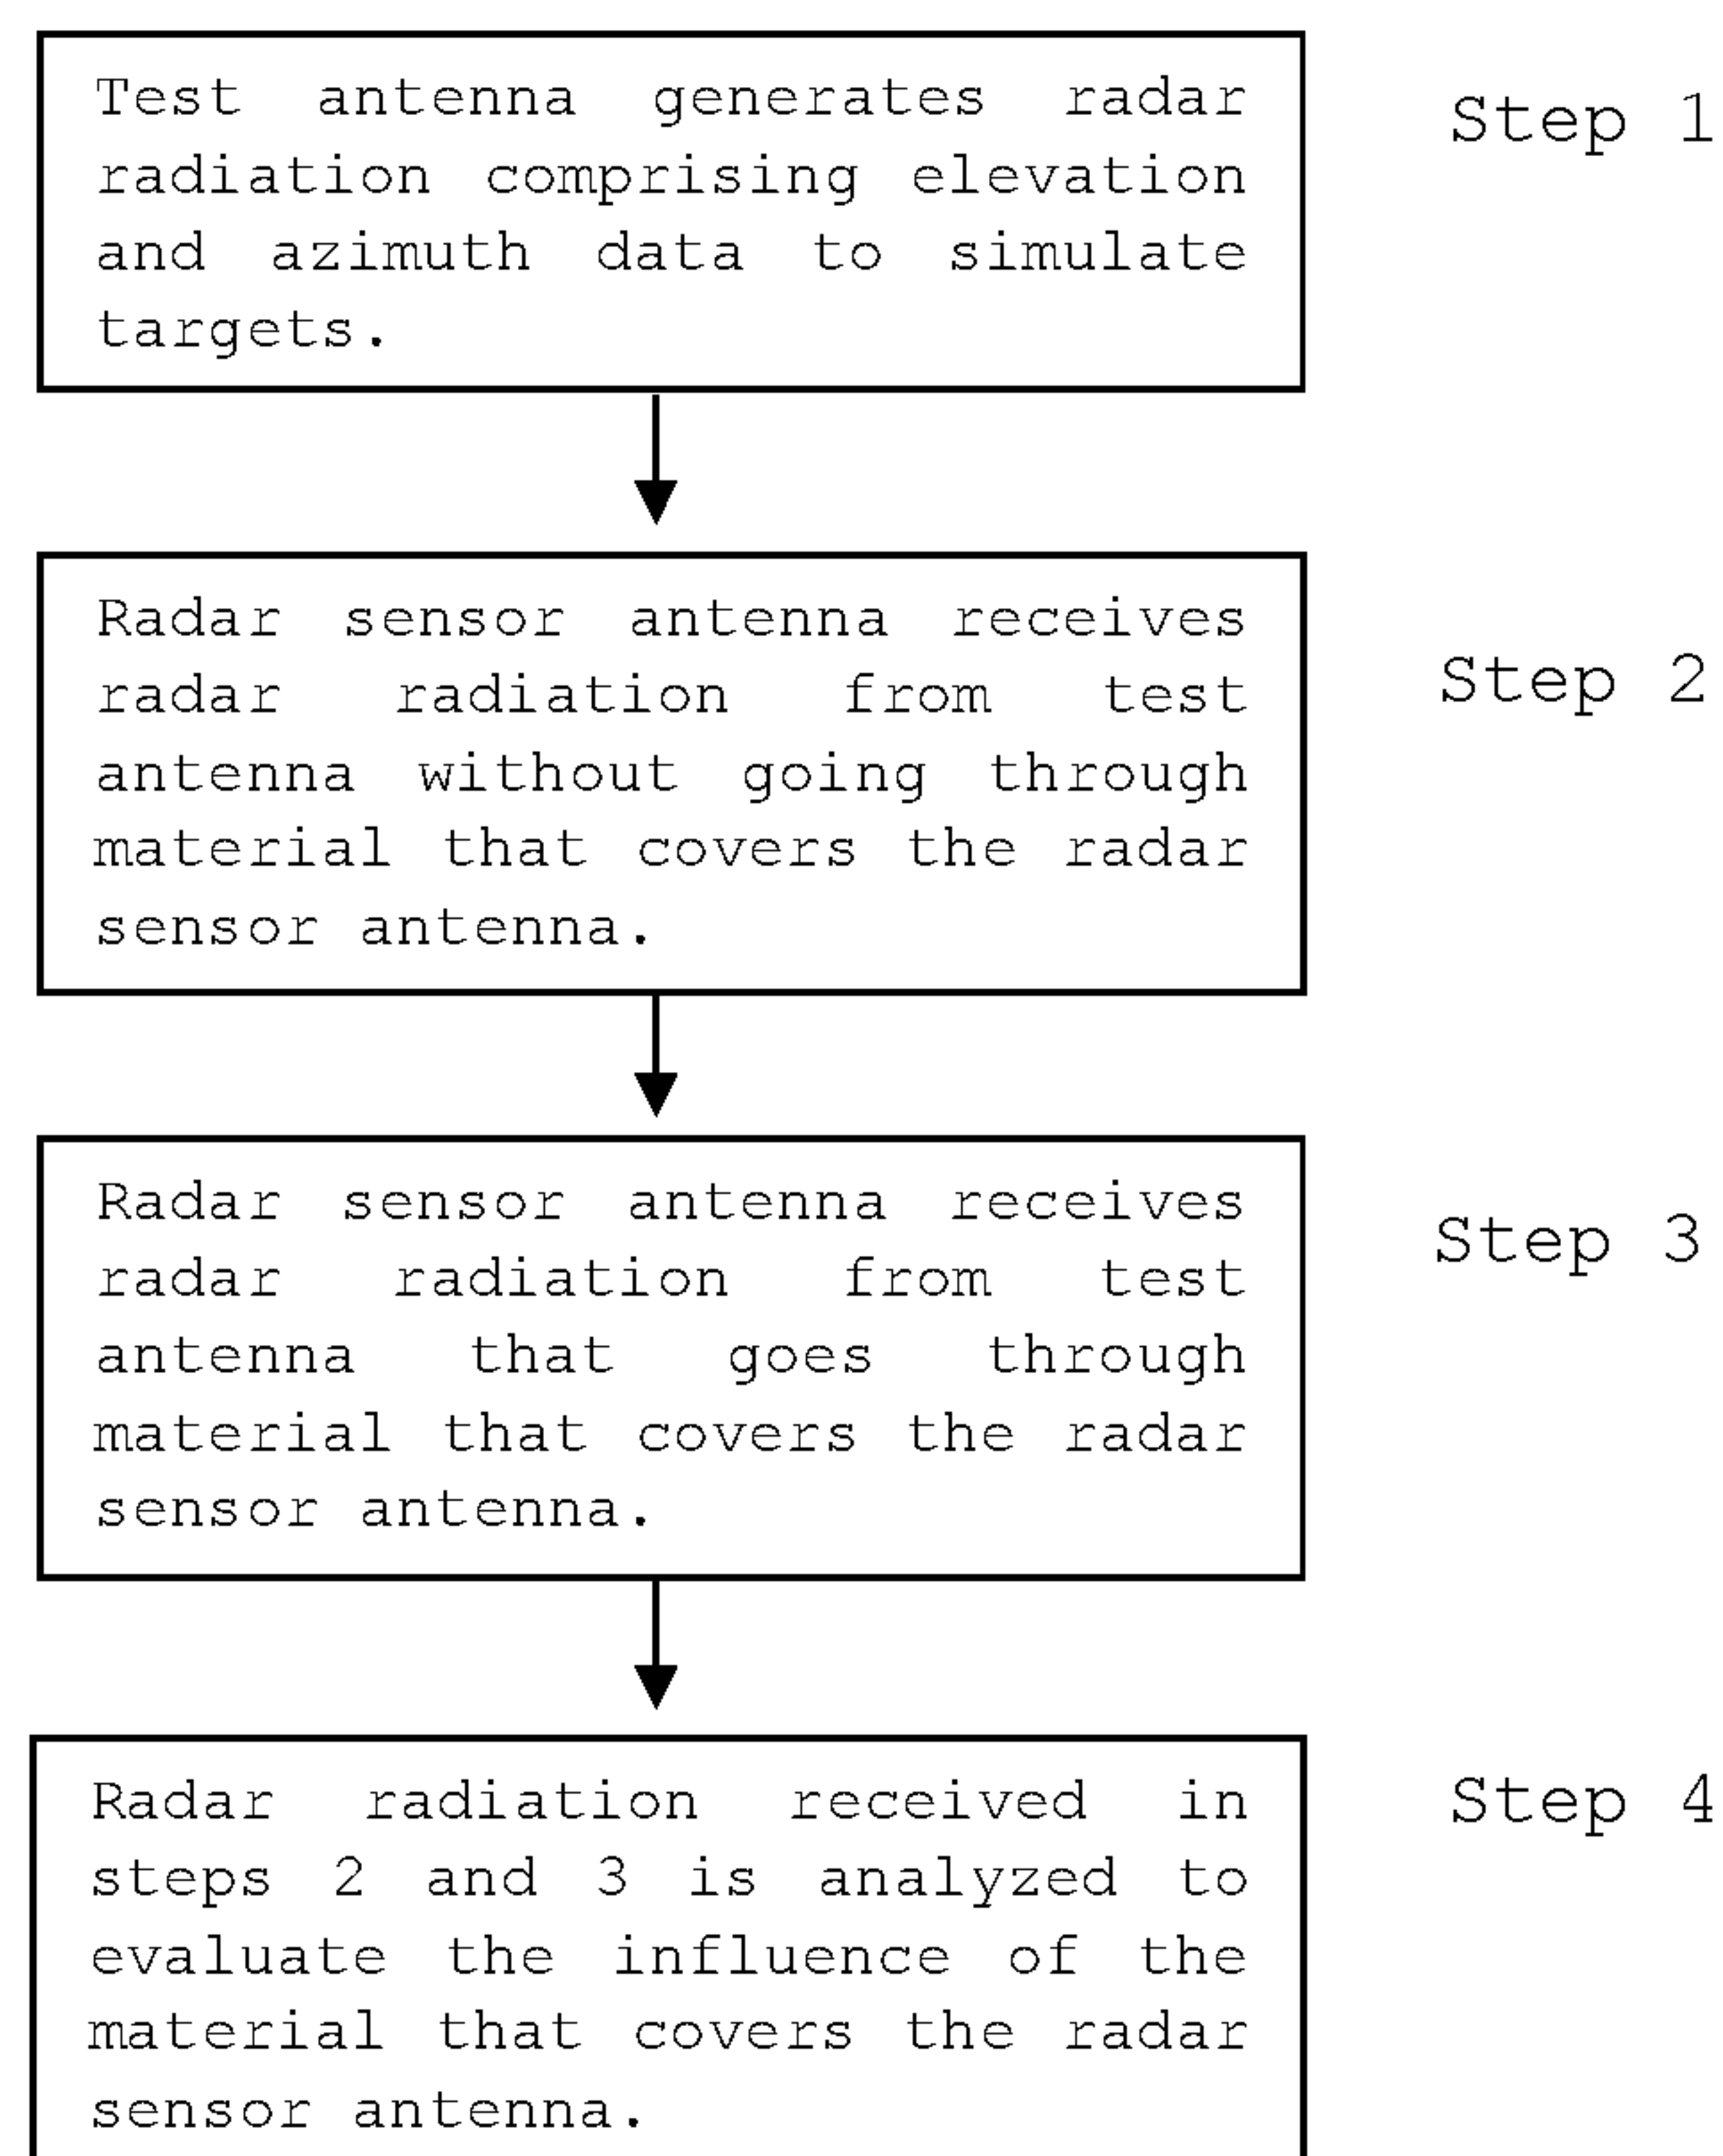 Test antenna generates radar
radiation comprising elevation
and azimuth data to simulate
targets.
Step 1
Radar sensor antenna receives
radar radiation from test
antenna without going through
material that covers the radar
sensor antenna.
Step 2
Radar sensor antenna receives
radar radiation from test
antenna that goes through
material that covers the radar
sensor antenna.
Step 3
Radar radiation received in
steps 2 and 3 is analyzed to
evaluate the influence of the
material that covers the radar
sensor antenna.
Step 4